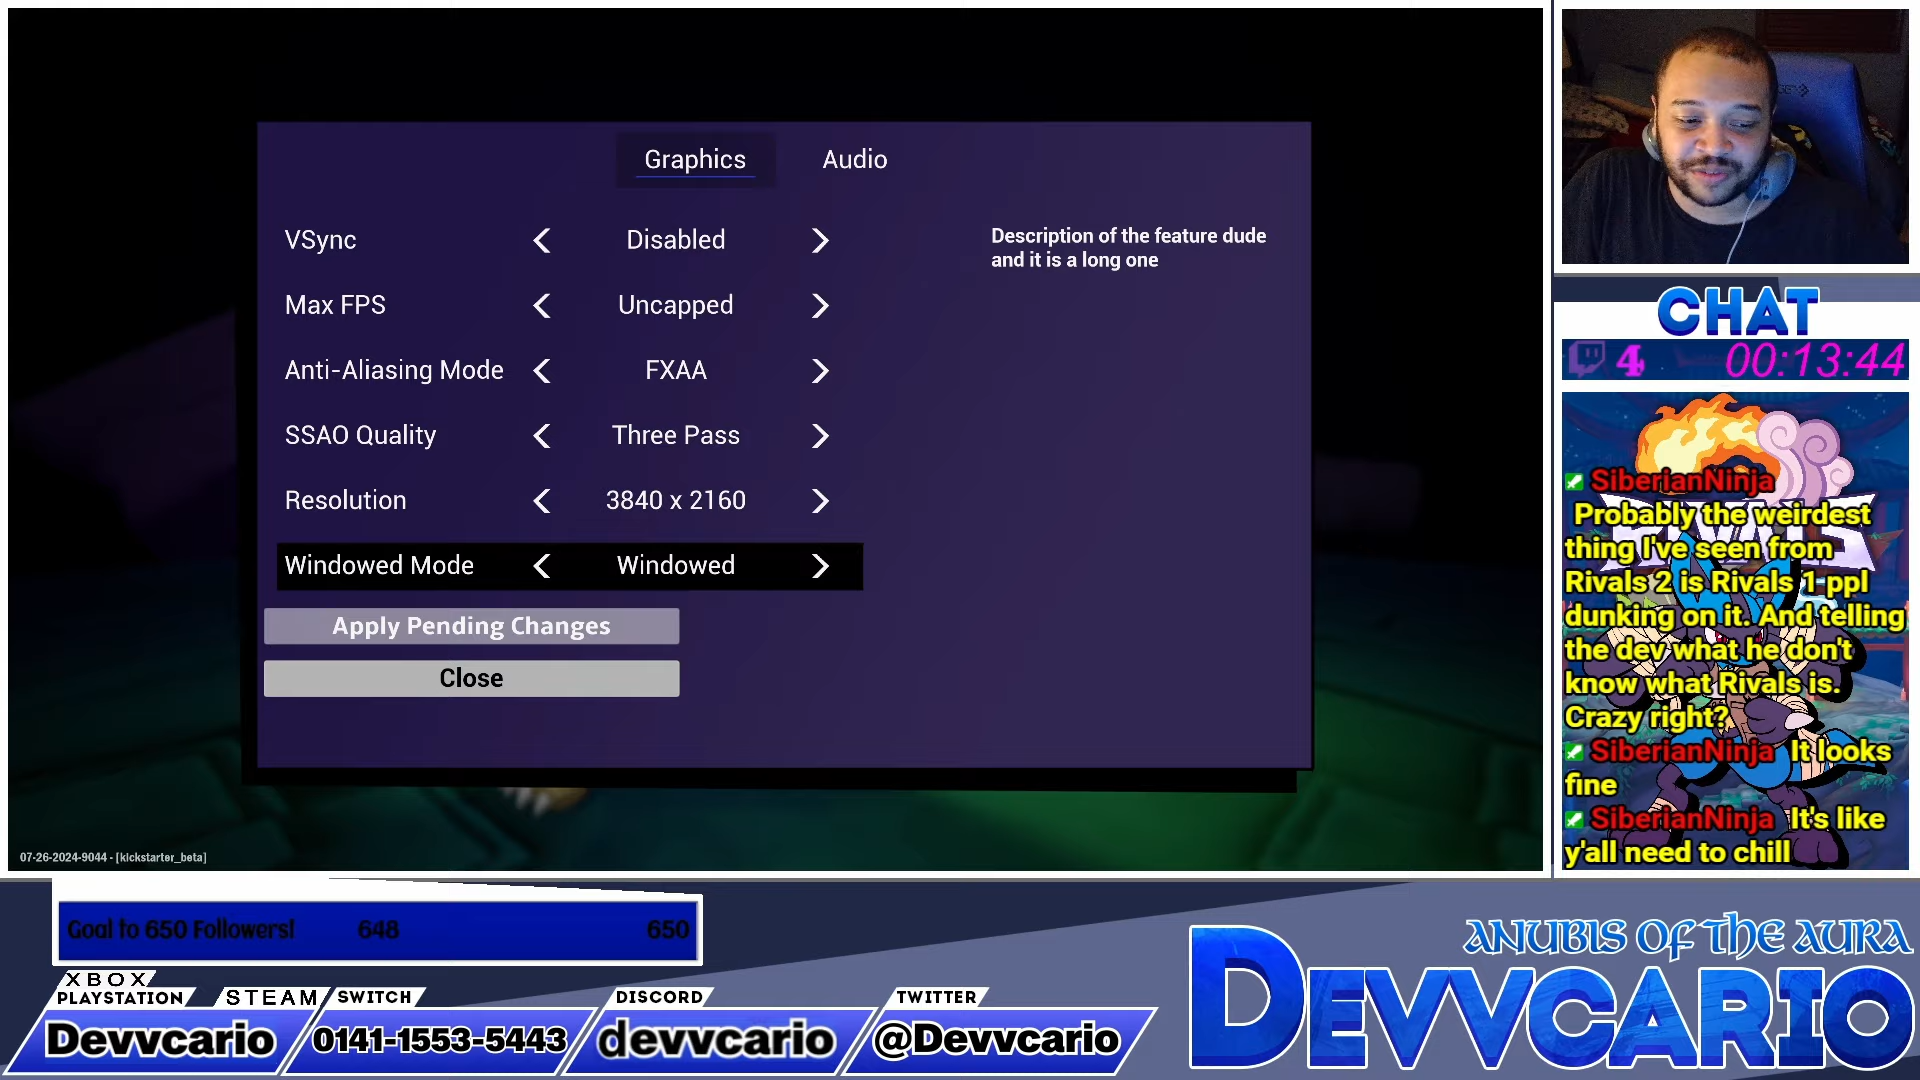 Graphics
Audio
VSync
Disabled
Max FPS
Uncapped
Anti-Aliasing Mode
FXAA
SSAO Quality
Three Pass
Resolution
3840 x 2160
Windowed Mode
Windowed
Apply Pending Changes
Close
Description of the feature dude
and it is a long one
07-26-2024-9044 - [kickstarter_beta]
CHAT
4
00:13:44
SiberianNinja
Probably the weirdest
thing I've seen from
Rivals 2 is Rivals 1 ppl
dunking on it. And telling
the dev what he don't
know what Rivals is.
Crazy right?
SiberianNinja It looks
fine
SiberianNinja It's like
y'all need to chill
Goal to 650 Followers!
648
650
XBOX
PLAYSTATION
STEAM
Devvcario
SWITCH
0141-1553-5443
DISCORD
devvcario
TWITTER
@Devvcario
ANUBIS OF THE AURA
DEVVCARIO